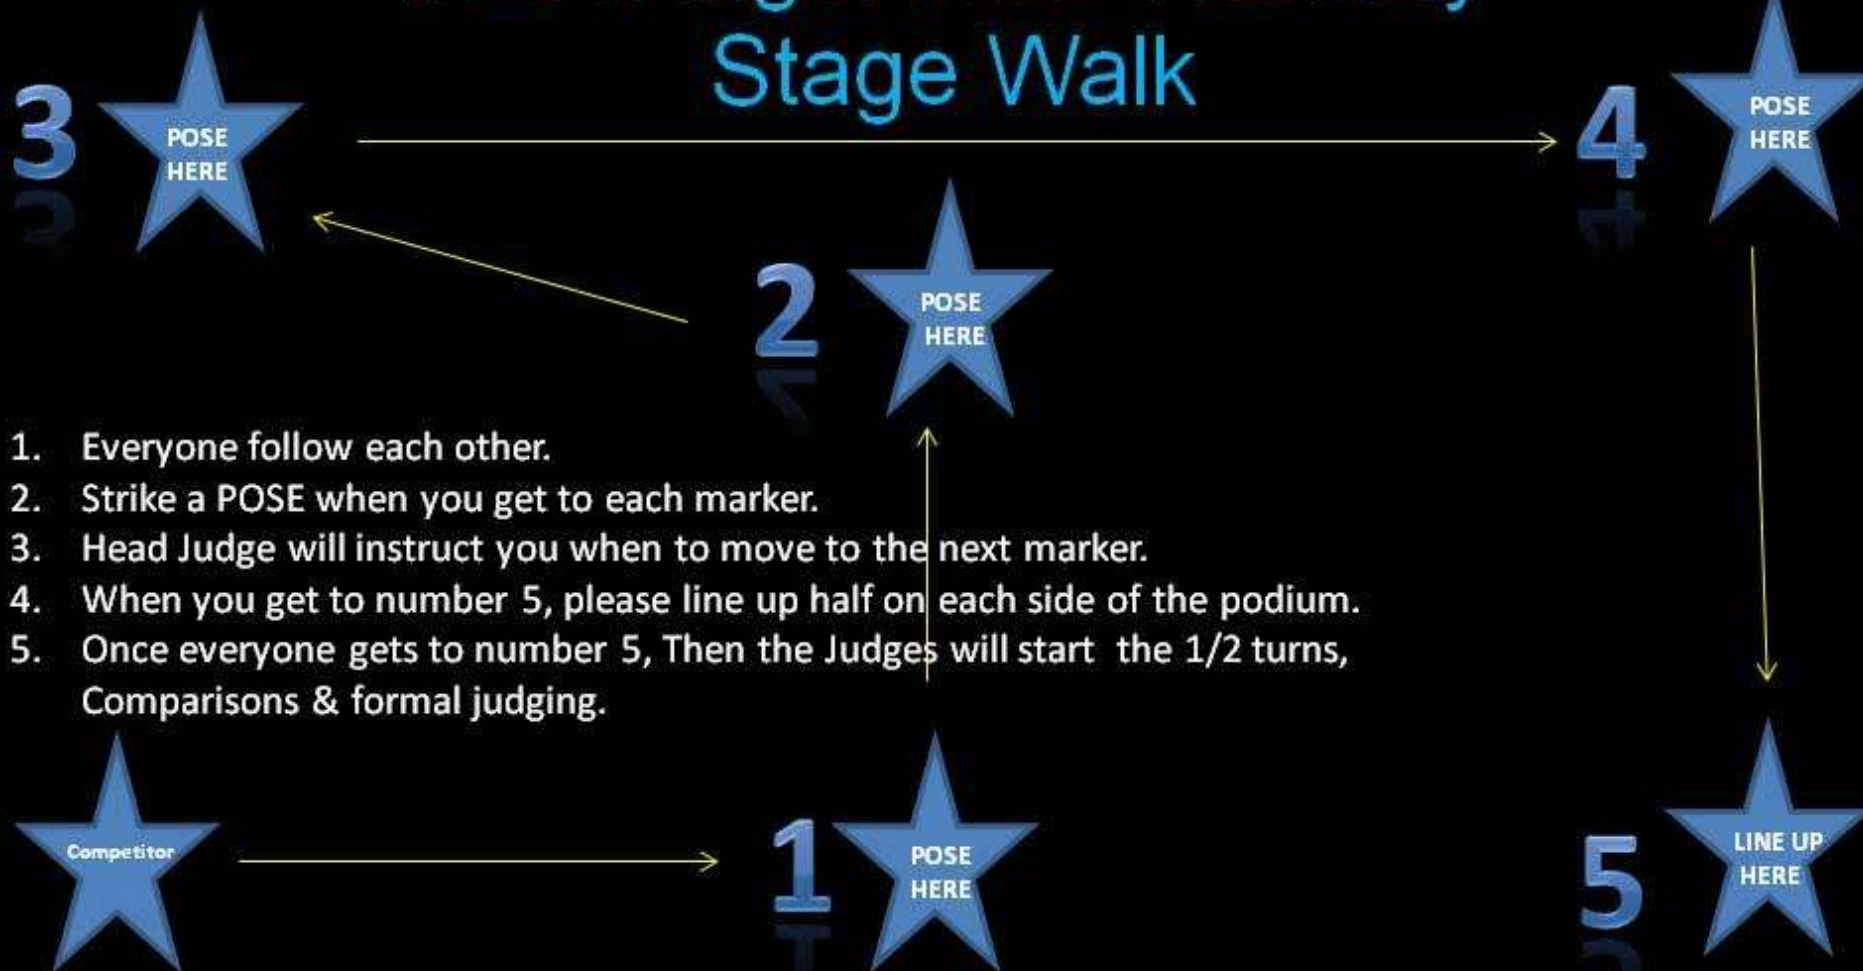 Stage Walk
3
POSE
HERE
4
POSE
HERE
2
POSE
HERE
1. Everyone follow each other.
2. Strike a POSE when you get to each marker.
3. Head Judge will instruct you when to move to the next marker.
4. When you get to number 5, please line up half on each side of the podium.
5. Once everyone gets to number 5, Then the Judges will start the 1/2 turns,
Comparisons & formal judging.
Competitor
1
POSE
HERE
5
LINE UP
HERE